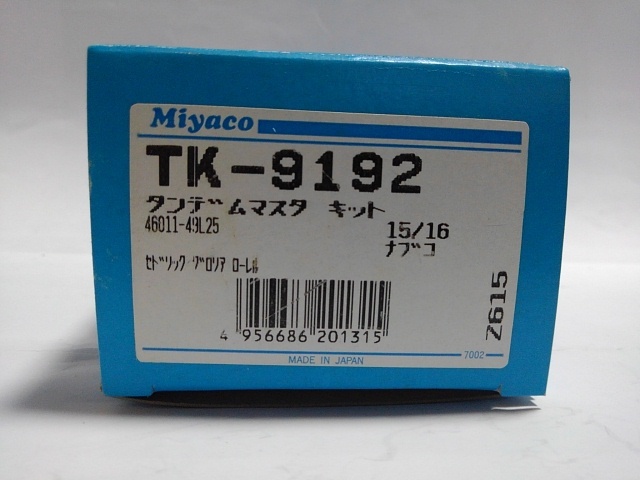 Miyaco
TK-9192
タンデムマスタ キット
46011-49L25
15/16
ナブコ
セドリック・グロリア ローレル
4 956686 201315
MADE IN JAPAN
7002
2615